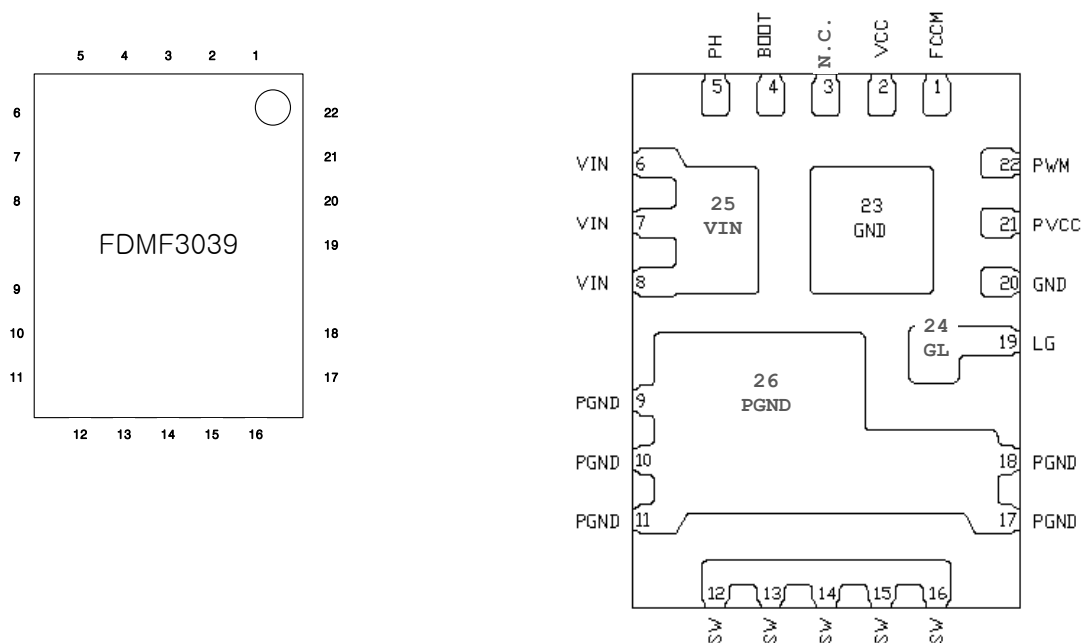 5 4 3 2 1
6
7
8
9
10
11
22
21
20
19
18
17
FDMF3039
12 13 14 15 16
PH BOOT N.C. VCC FCCM
5 4 3 2 1
VIN 6
VIN 7
VIN 8
25
VIN
23
GND
22 PWM
21 PVCC
20 GND
24
GL
19 LG
26
PGND
PGND 9
PGND 10
PGND 11
18 PGND
17 PGND
12 13 14 15 16
SW SW SW SW SW